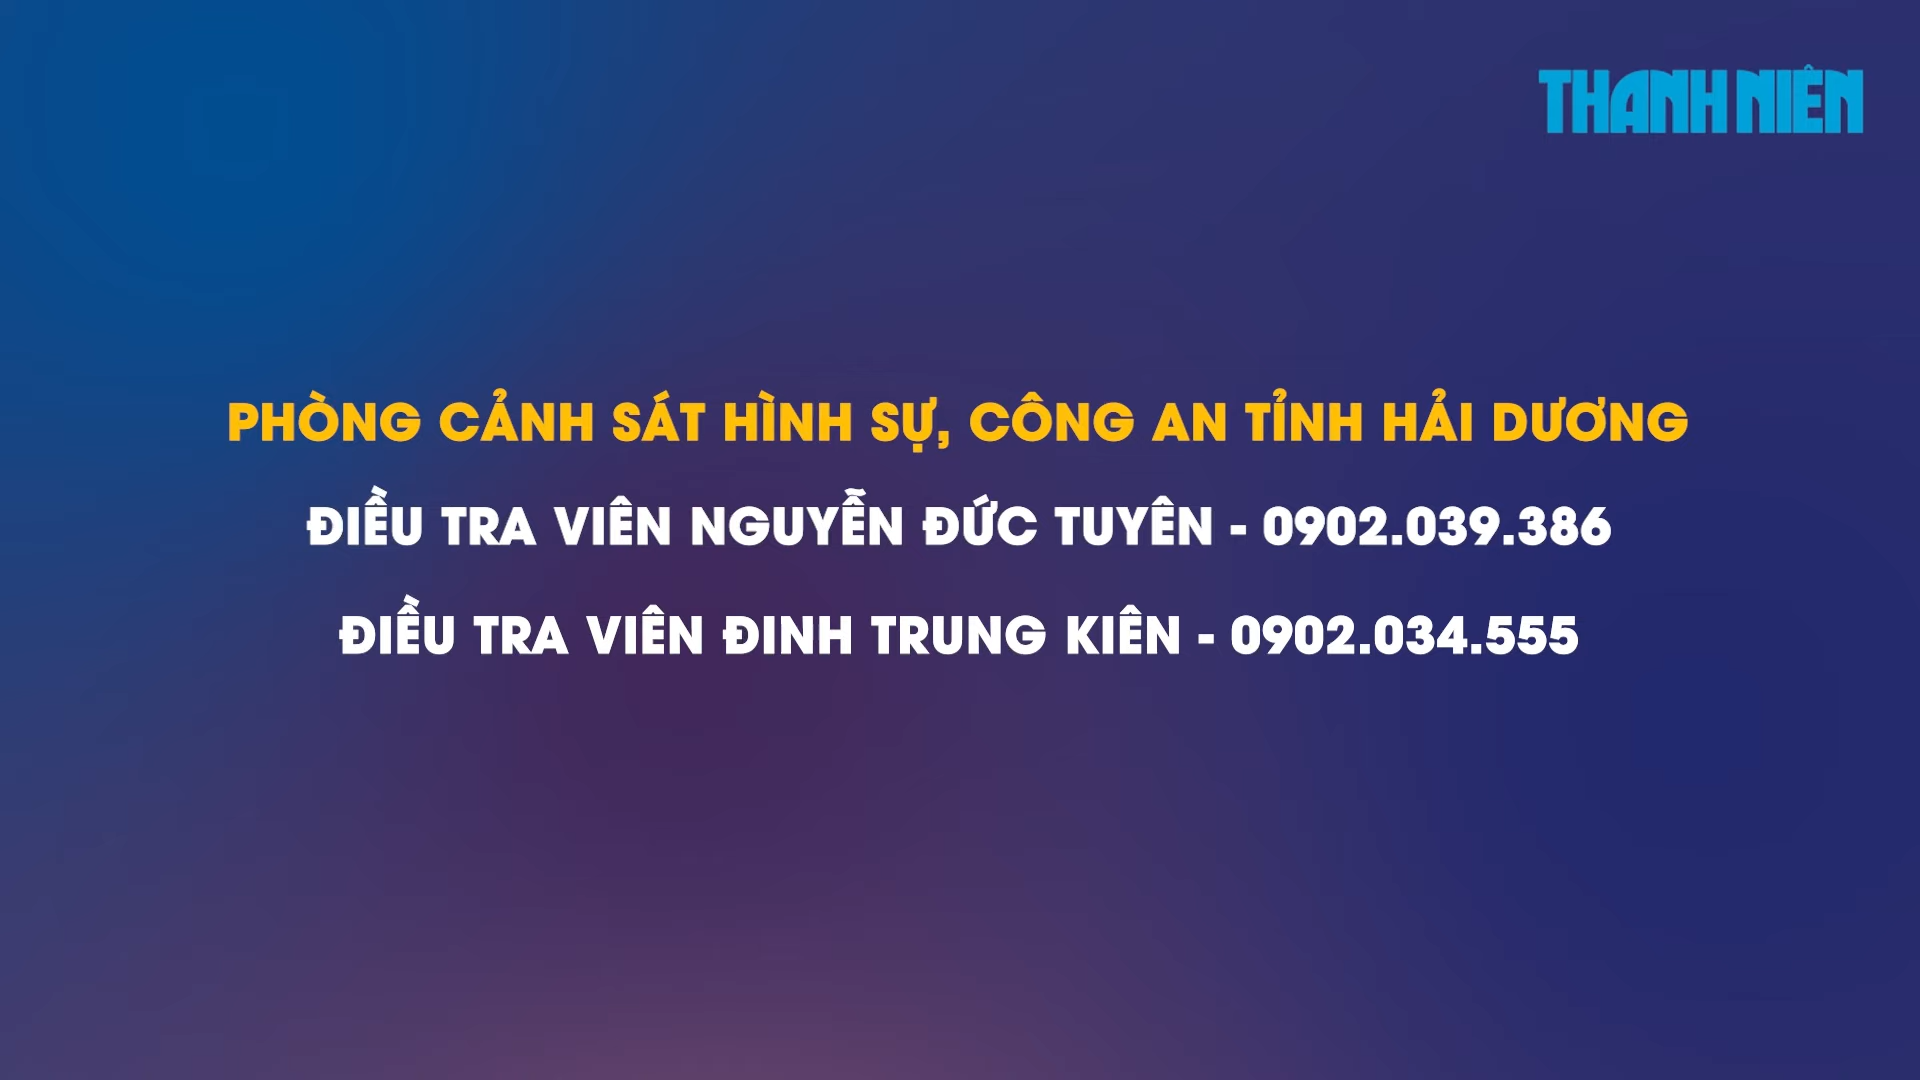 THANH NIÊN
PHÒNG CẢNH SÁT HÌNH SỰ, CÔNG AN TỈNH HẢI DƯƠNG
ĐIỀU TRA VIÊN NGUYỄN ĐỨC TUYÊN - 0902.039.386
ĐIỀU TRA VIÊN ĐINH TRUNG KIÊN - 0902.034.555